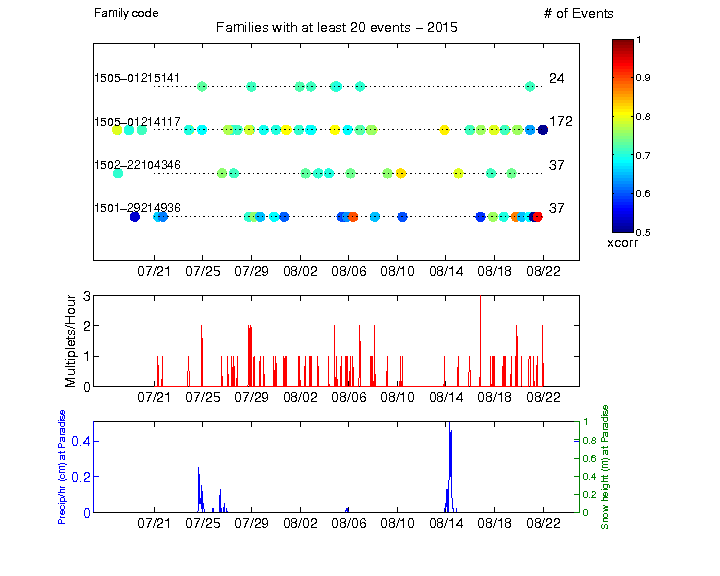 Family code
# of Events
Families with at least 20 events – 2015
1505–01215141
24
1505–01214117
172
1502–22104346
37
1501–29214936
37
07/21 07/25 07/29 08/02 08/06 08/10 08/14 08/18 08/22
1
0.9
0.8
0.7
0.6
0.5
xcorr
Multiplets/Hour
3
2
1
0
07/21 07/25 07/29 08/02 08/06 08/10 08/14 08/18 08/22
Precip/hr (cm) at Paradise
0.4
0.2
0
1
0.8
0.6
0.4
0.2
0
Snow height (m) at Paradise
07/21 07/25 07/29 08/02 08/06 08/10 08/14 08/18 08/22